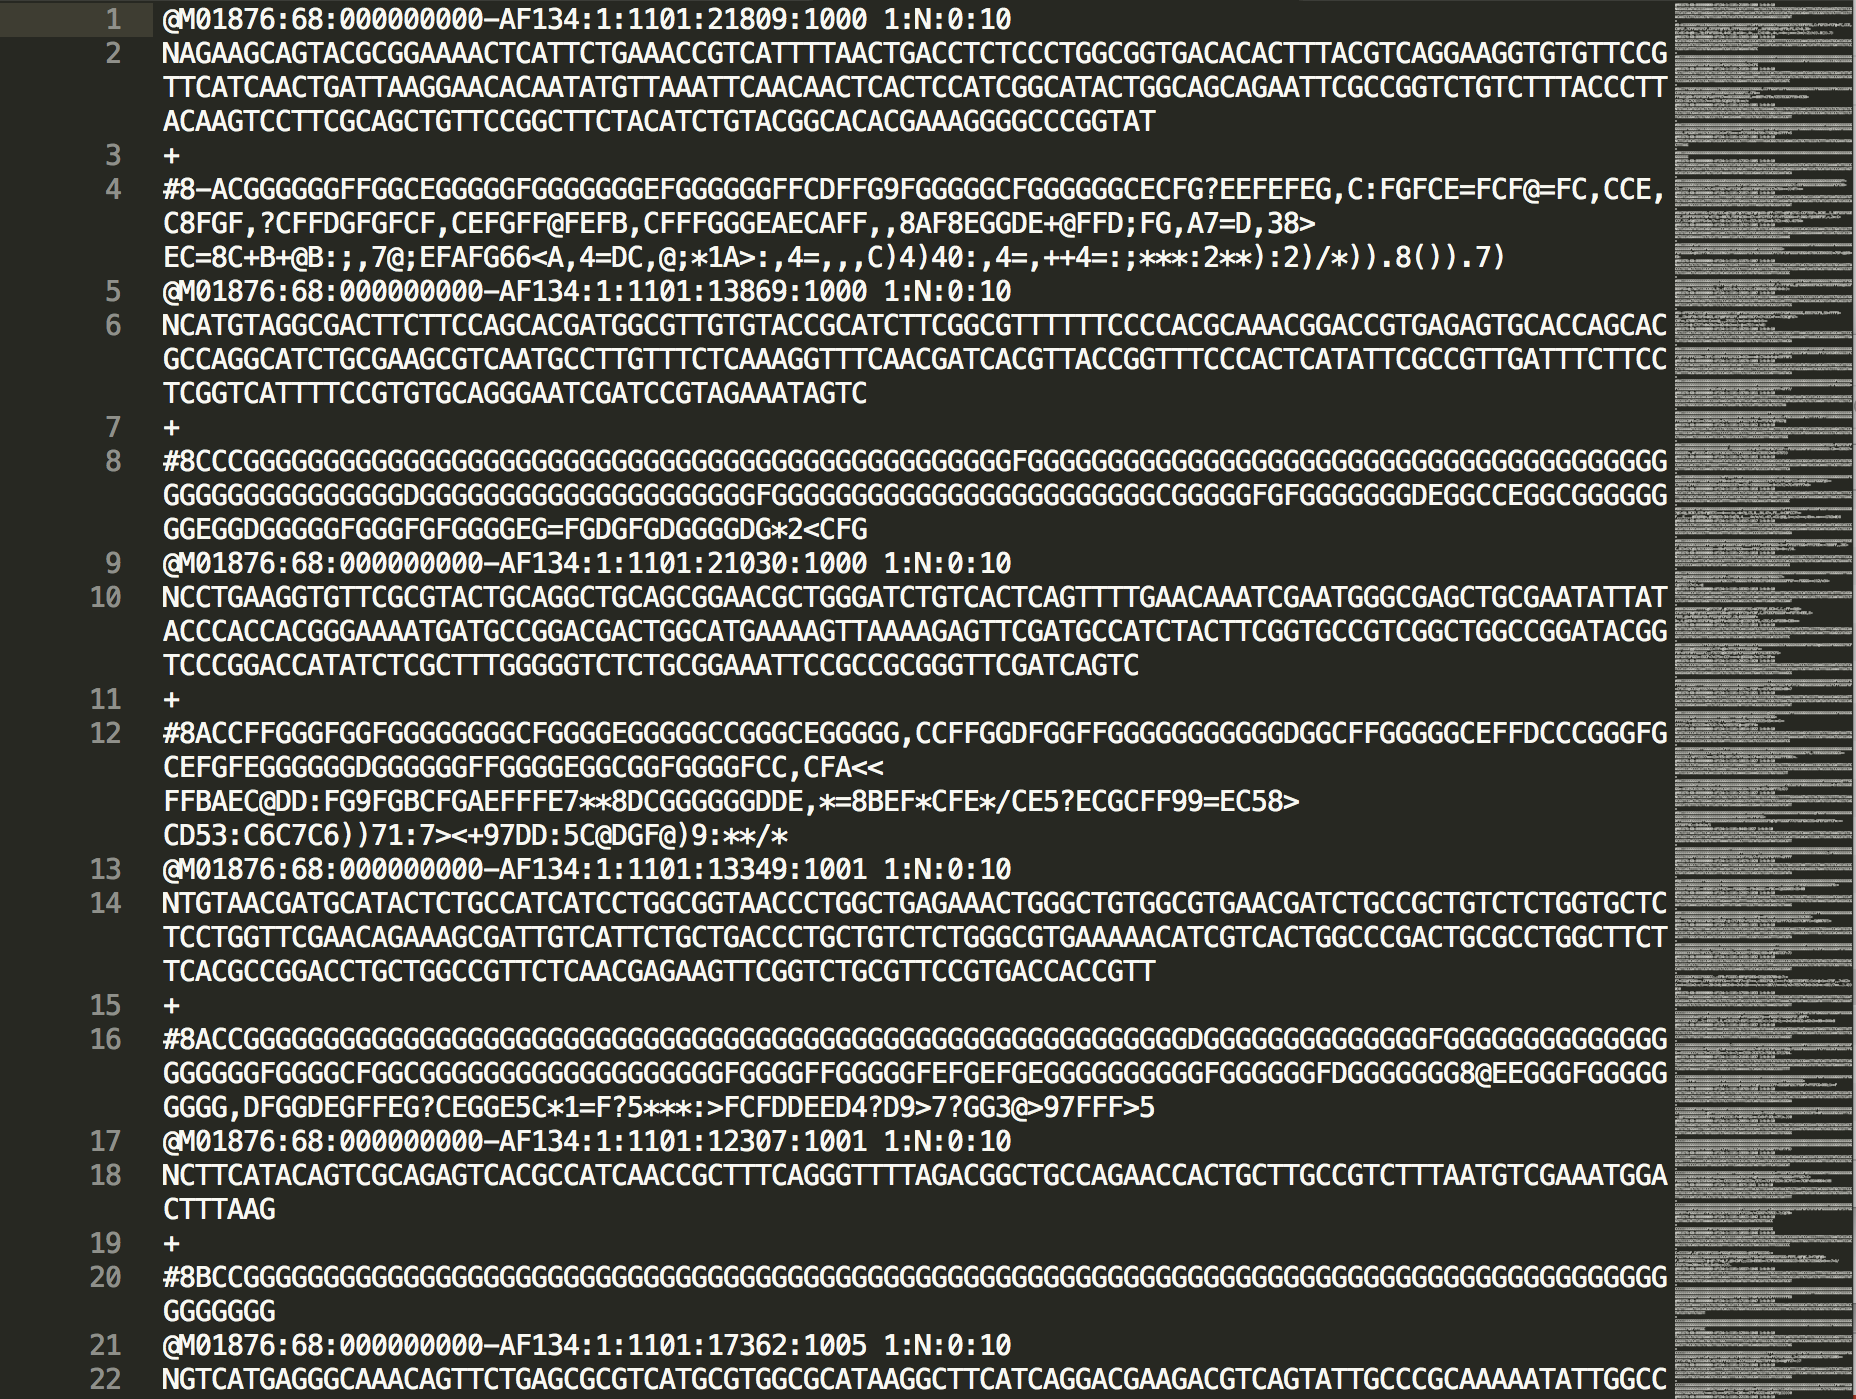 1 @M01876:68:000000000-AF134:1:1101:21809:1000 1:N:0:10
2 NAGAAGCAGTACGCGGAAAACTCATTCTGAAACCGTCATTTTAACTGACCTCTCCCTGGCGGTGACACACTTTACGTCAGGAAGGTGTGTTCCG
TTCATCAACTGATTAAGGAACACAATATGTTAAATTCAACAACTCACTCCATCGGCATACTGGCAGCAGAATTCGCCGGTCTGTCTTTACCCTT
ACAAGTCCTTCGCAGCTGTTCCGGCTTCTACATCTGTACGGCACACGAAAGGGGCCCGGTAT
3 +
4 #8-ACGGGGGGFFGGCEGGGGGFGGGGGGGEFGGGGGGFFCDFFG9FGGGGGCFGGGGGGCECFG?EEFEFEG,C:FGFCE=FCF@=FC,CCE,
C8FGF,?CFFDGFGFCF,CEFGFF@FEFB,CFFFGGGEAECAFF,,8AF8EGGDE+@FFD;FG,A7=D,38>
EC=8C+B+@B:;,7@;EFAFG66<A,4=DC,@;*1A>:,4=,,,C)4)40:,4=,++4=:;***:2**):2)/*)).8()).7)
5 @M01876:68:000000000-AF134:1:1101:13869:1000 1:N:0:10
6 NCATGTAGGCGACTTCTTCCAGCACGATGGCGTTGTGTACCGCATCTTCGGCGTTTTTTCCCCACGCAAACGGACCGTGAGAGTGCACCAGCAC
GCCAGGCATCTGCGAAGCGTCAATGCCTTGTTTCTCAAAGGTTTCAACGATCACGTTACCGGTTTCCCACTCATATTCGCCGTTGATTTCTTCC
TCGGTCATTTTCCGTGTGCAGGGAATCGATCCGTAGAAATAGTC
7 +
8 #8CCCGGGGGGGGGGGGGGGGGGGGGGGGGGGGGGGGGGGGGGGGGGGGGGGGFGGGGGGGGGGGGGGGGGGGGGGGGGGGGGGGGGGGGGGGG
GGGGGGGGGGGGGGGDGGGGGGGGGGGGGGGGGGGGGFGGGGGGGGGGGGGGGGGGGGGGGGCGGGGGFGFGGGGGGGDEGGCCEGGCGGGGGG
GGEGGDGGGGGFGGGFGFGGGGEG=FGDGFGDGGGGDG*2<CFG
9 @M01876:68:000000000-AF134:1:1101:21030:1000 1:N:0:10
10 NCCTGAAGGTGTTCGCGTACTGCAGGCTGCAGCGGAACGCTGGGATCTGTCACTCAGTTTTGAACAAATCGAATGGGCGAGCTGCGAATATTAT
ACCCACCACGGGAAAATGATGCCGGACGACTGGCATGAAAAGTTAAAAGAGTTCGATGCCATCTACTTCGGTGCCGTCGGCTGGCCGGATACGG
TCCCGGACCATATCTCGCTTTGGGGGTCTCTGCGGAAATTCCGCCGCGGGTTCGATCAGTC
11 +
12 #8ACCFFGGGFGGFGGGGGGGGCFGGGGEGGGGGCCGGGCEGGGGG,CCFFGGDFGGFFGGGGGGGGGGGDGGCFFGGGGGCEFFDCCCGGGFG
CEFGFEGGGGGGDGGGGGGFFGGGGEGGCGGFGGGGFCC,CFA<<
FFBAEC@DD:FG9FGBCFGAEFFFE7**8DCGGGGGGDDE,*=8BEF*CFE*/CE5?ECGCFF99=EC58>
CD53:C6C7C6))71:7><+97DD:5C@DGF@)9:**/*
13 @M01876:68:000000000-AF134:1:1101:13349:1001 1:N:0:10
14 NTGTAACGATGCATACTCTGCCATCATCCTGGCGGTAACCCTGGCTGAGAAACTGGGCTGTGGCGTGAACGATCTGCCGCTGTCTCTGGTGCTC
TCCTGGTTCGAACAGAAAGCGATTGTCATTCTGCTGACCCTGCTGTCTCTGGGCGTGAAAAACATCGTCACTGGCCCGACTGCGCCTGGCTTCT
TCACGCCGGACCTGCTGGCCGTTCTCAACGAGAAGTTCGGTCTGCGTTCCGTGACCACCGTT
15 +
16 #8ACCGGGGGGGGGGGGGGGGGGGGGGGGGGGGGGGGGGGGGGGGGGGGGGGGGGGGGGGGGGGDGGGGGGGGGGGGGGFGGGGGGGGGGGGGG
GGGGGGFGGGGCFGGCGGGGGGGGGGGGGGGGGGGFGGGGFFGGGGGFEFGEFGEGGGGGGGGGGFGGGGGGFDGGGGGGG8@EEGGGFGGGGG
GGGG,DFGGDEGFFEG?CEGGE5C*1=F?5***:>FCFDDEED4?D9>7?GG3@>97FFF>5
17 @M01876:68:000000000-AF134:1:1101:12307:1001 1:N:0:10
18 NCTTCATACAGTCGCAGAGTCACGCCATCAACCGCTTTCAGGGTTTTAGACGGCTGCCAGAACCACTGCTTGCCGTCTTTAATGTCGAAATGGA
CTTTAAG
19 +
20 #8BCCGGGGGGGGGGGGGGGGGGGGGGGGGGGGGGGGGGGGGGGGGGGGGGGGGGGGGGGGGGGGGGGGGGGGGGGGGGGGGGGGGGGGGGGGG
GGGGGGG
21 @M01876:68:000000000-AF134:1:1101:17362:1005 1:N:0:10
22 NGTCATGAGGGCAAACAGTTCTGAGCGCGTCATGCGTGGCGCATAAGGCTTCATCAGGACGAAGACGTCAGTATTGCCCGCAAAAATATTGGCC